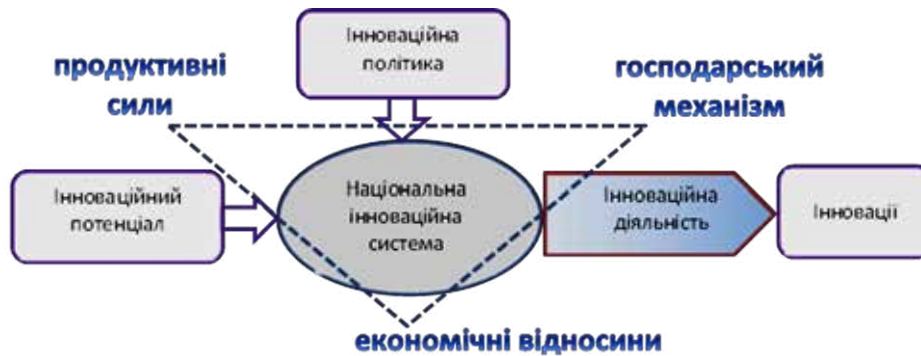 Інноваційна
політика
продуктивні
сили
господарський
механізм
Інноваційний
потенціал
Національна
інноваційна
система
Інноваційна
діяльність
Інновації
економічні відносини